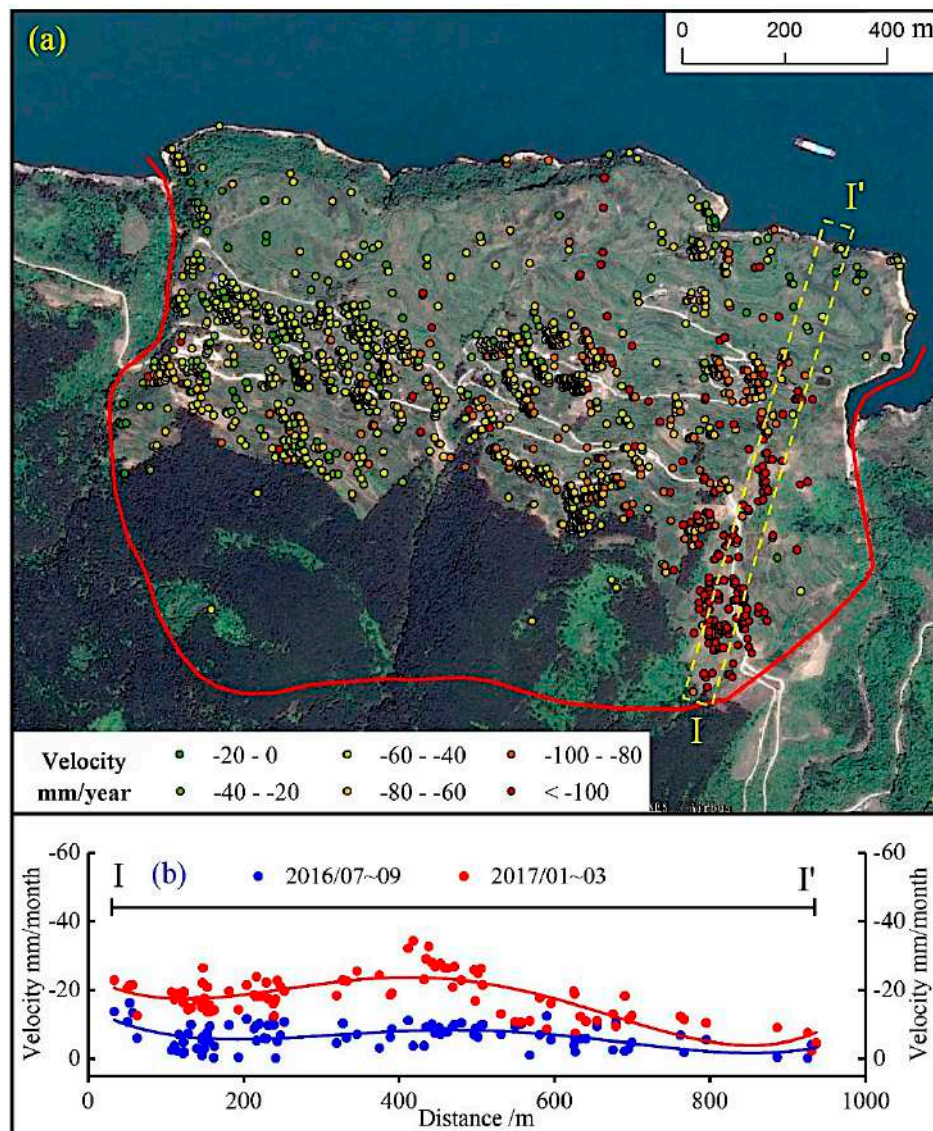 (a)
0 200 400 m
I'
I
Velocity
mm/year
-20 - 0
-60 - -40
-100 - -80
-40 - -20
-80 - -60
< -100
Airbus
-60 I (b) 2016/07~09 2017/01~03 I' -60
-40 -40
-20 -20
0 0
Velocity mm/month
Velocity mm/month
0 200 400 600 800 1000
Distance /m